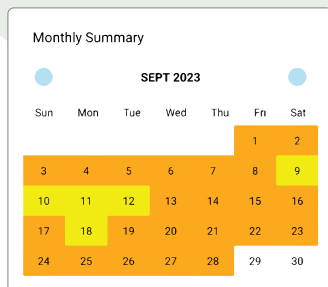 Monthly Summary
SEPT 2023
Sun Mon Tue Wed Thu Fri Sat
1 2
3 4 5 6 7 8 9
10 11 12 13 14 15 16
17 18 19 20 21 22 23
24 25 26 27 28 29 30